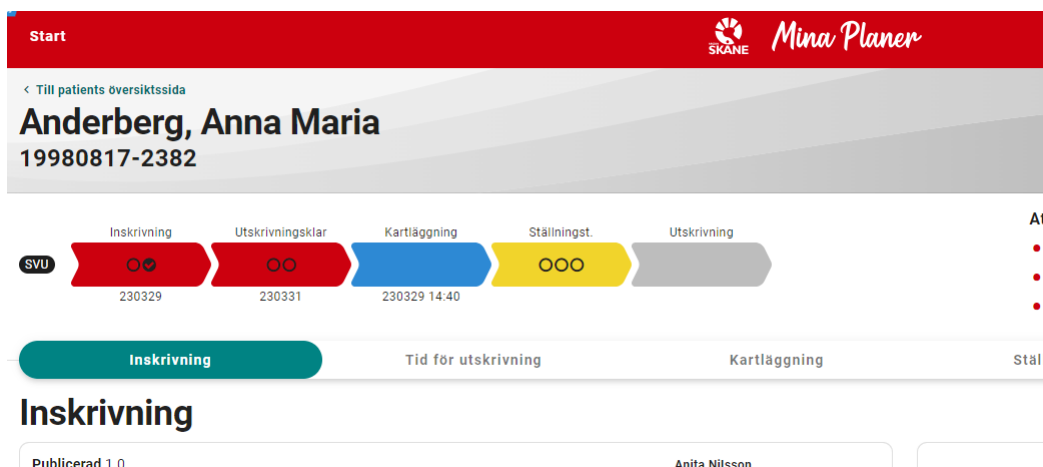 Start
SKÅNE
Mina Planer
< Till patients översiktssida
Anderberg, Anna Maria
19980817-2382
Inskrivning Utskrivningsklar Kartläggning Ställningst. Utskrivning
SVU
230329 230331 230329 14:40
Inskrivning Tid för utskrivning Kartläggning
Inskrivning
Publicerad 1.0 Anita Nilsson